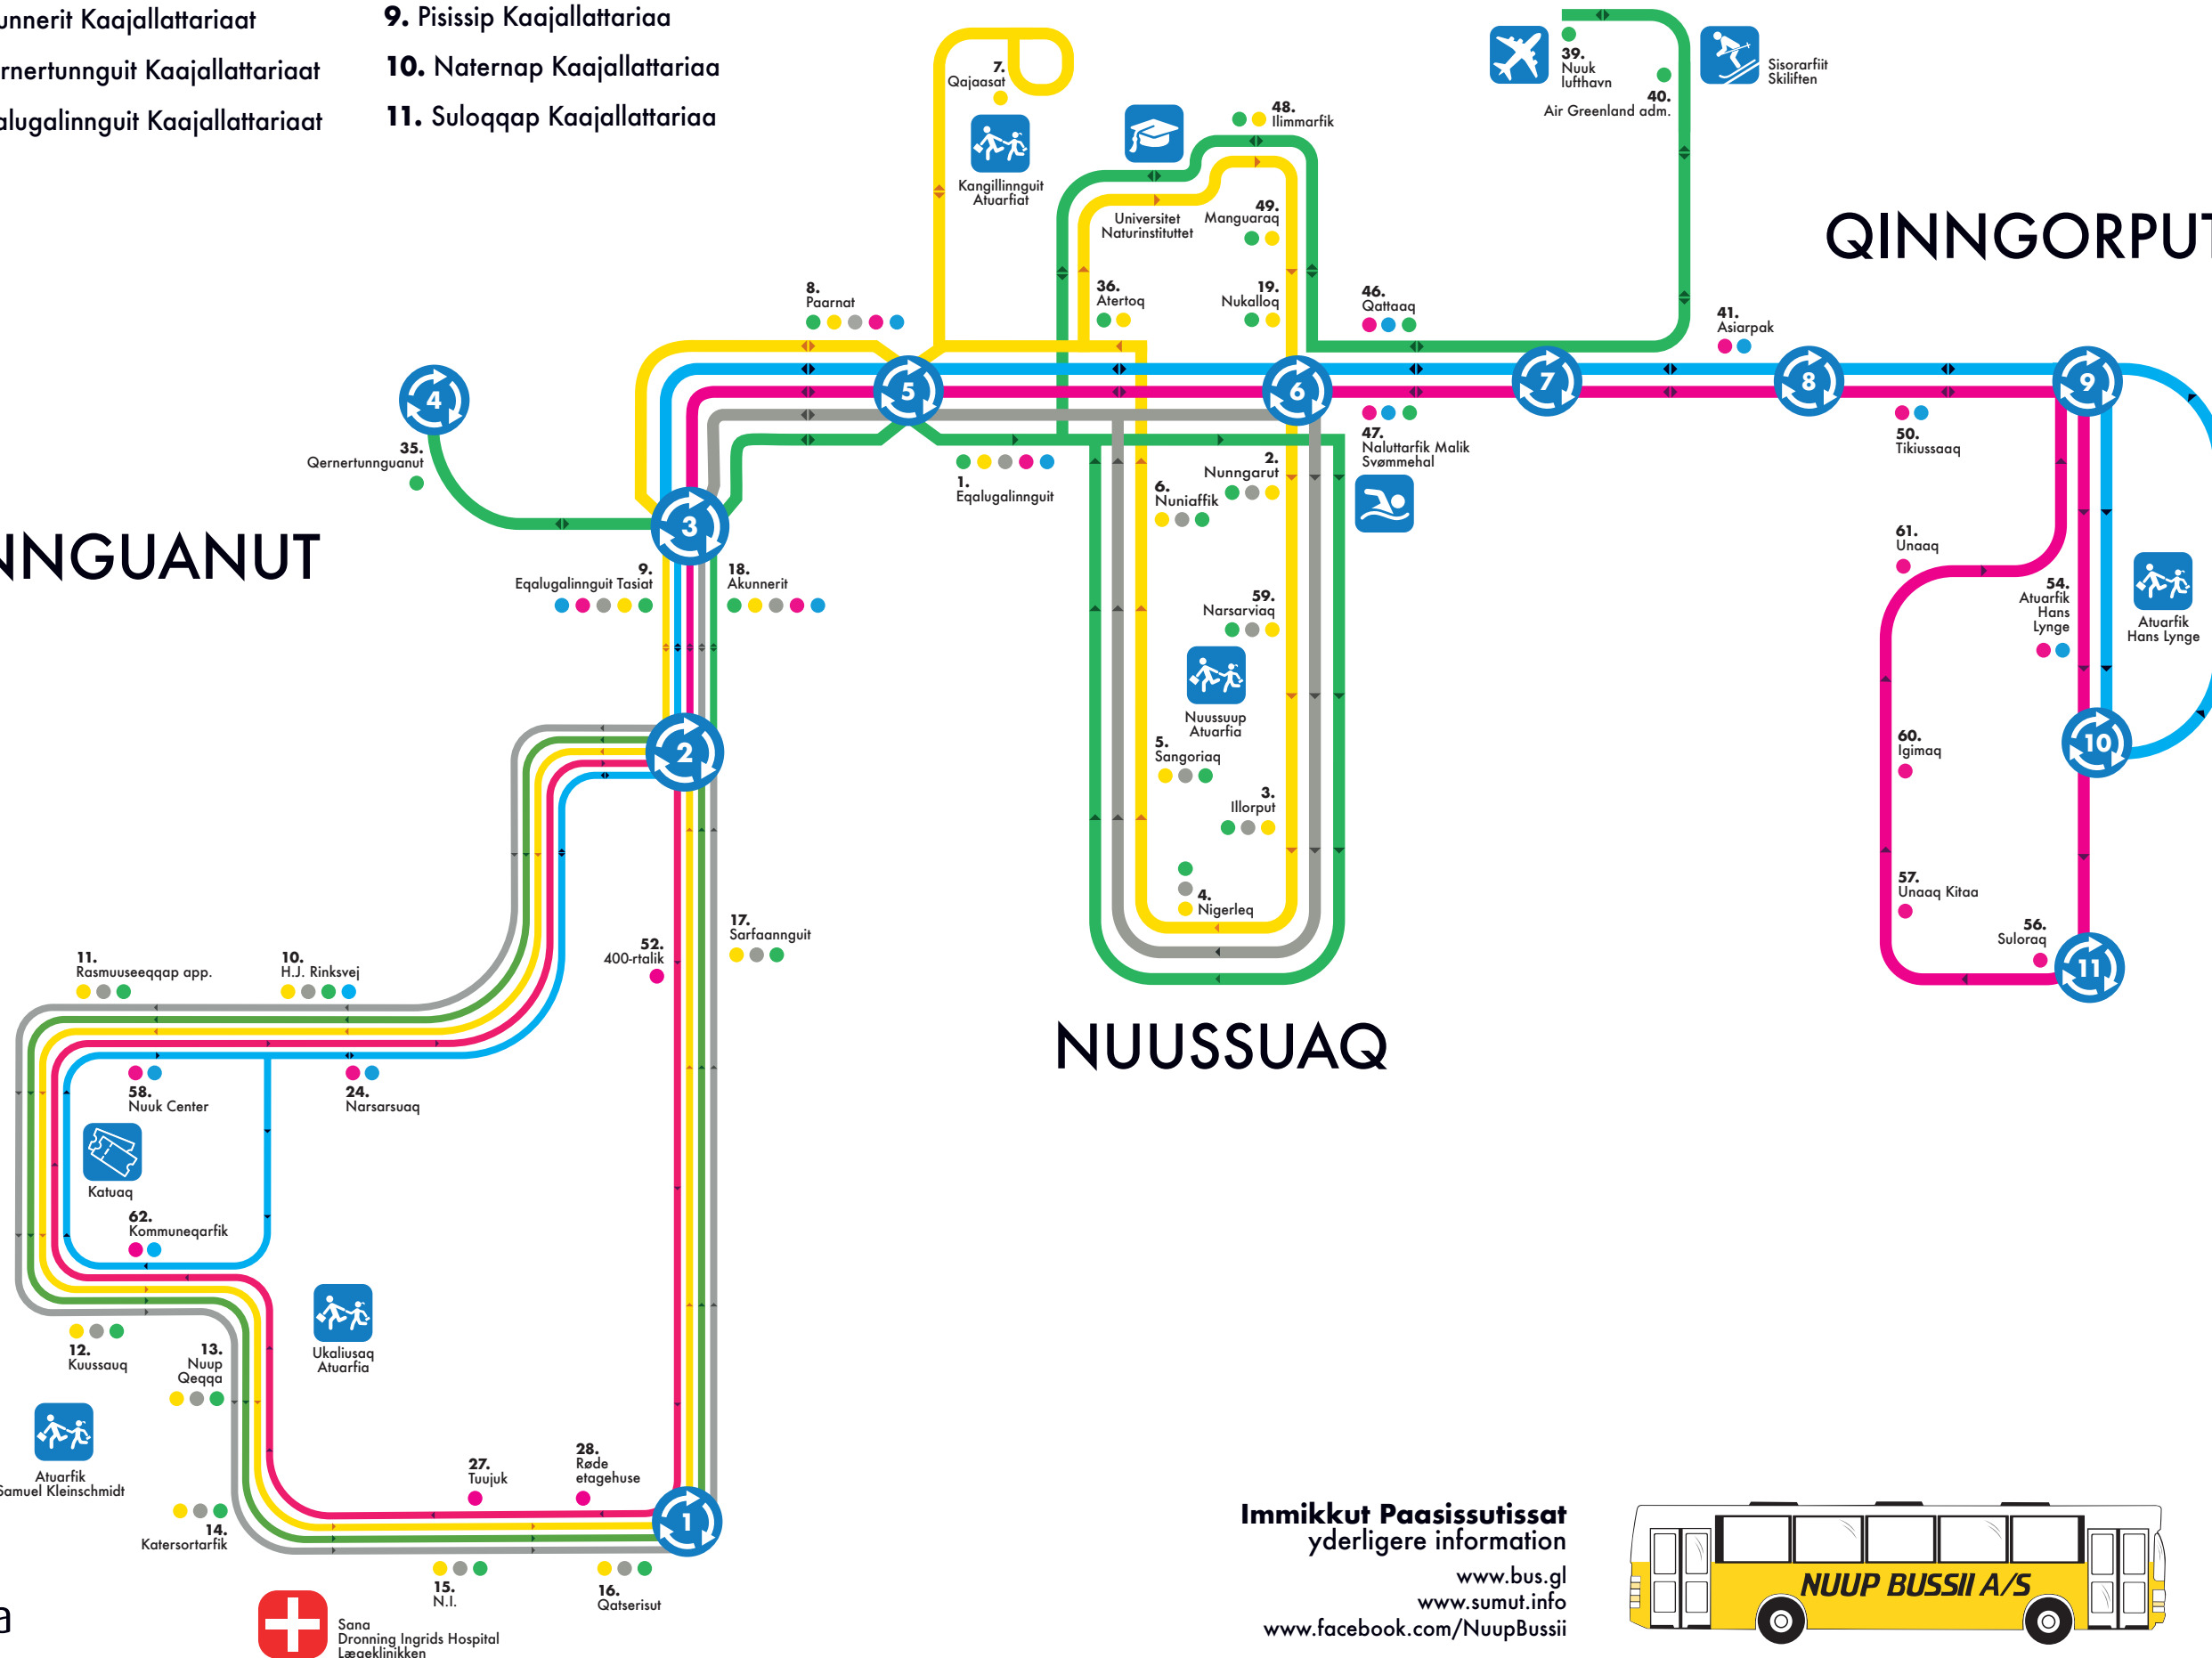 unnerit Kaajallattariaat
rnertunnguit Kaajallattariaat
alugalinnguit Kaajallattariaat
9. Pisissip Kaajallattariaa
10. Naternap Kaajallattariaa
11. Suloqqap Kaajallattariaa
7.
Qajaasat
Kangillinnguit
Atuarfiat
48.
Ilimmarfik
39.
Nuuk
lufthavn
40.
Air Greenland adm.
Sisorarfiit
Skiliften
QINNGORPUT
Universitet
Naturinstituttet
49.
Manguaraq
8.
Paarnat
36.
Atertoq
19.
Nukalloq
46.
Qattaaq
41.
Asiarpak
4
5
6
7
8
9
35.
Qernertunnguanut
1.
Eqalugalinnguit
6.
Nuniaffik
2.
Nunngarut
47.
Naluttarfik Malik
Svømmehal
50.
Tikiussaaq
3
NNGUANUT
9.
Eqalugalinnguit Tasiat
18.
Akunnerit
59.
Narsarviaq
61.
Unaaq
54.
Atuarfik
Hans
Lynge
Atuarfik
Hans Lynge
Nuussuup
Atuarfia
2
5.
Sangoriaq
3.
Illorput
60.
Igimaq
10
4.
Nigerleq
57.
Unaaq Kitaa
56.
Suloraq
11
11.
Rasmuuseeqqap app.
10.
H.J. Rinksvej
52.
400-rtalik
17.
Sarfaannguit
NUUSSUAQ
58.
Nuuk Center
24.
Narsarsuaq
Katuaq
62.
Kommuneqarfik
12.
Kuussauq
13.
Nuup
Qeqqa
Ukaliusaq
Atuarfia
Atuarfik
Samuel Kleinschmidt
14.
Katersortarfik
27.
Tuujuk
28.
Røde
etagehuse
1
15.
N.I.
16.
Qatserisut
a
Sana
Dronning Ingrids Hospital
Lægeklinikken
Immikkut Paasissutissat
yderligere information
www.bus.gl
www.sumut.info
www.facebook.com/NuupBussii
NUUP BUSSII A/S